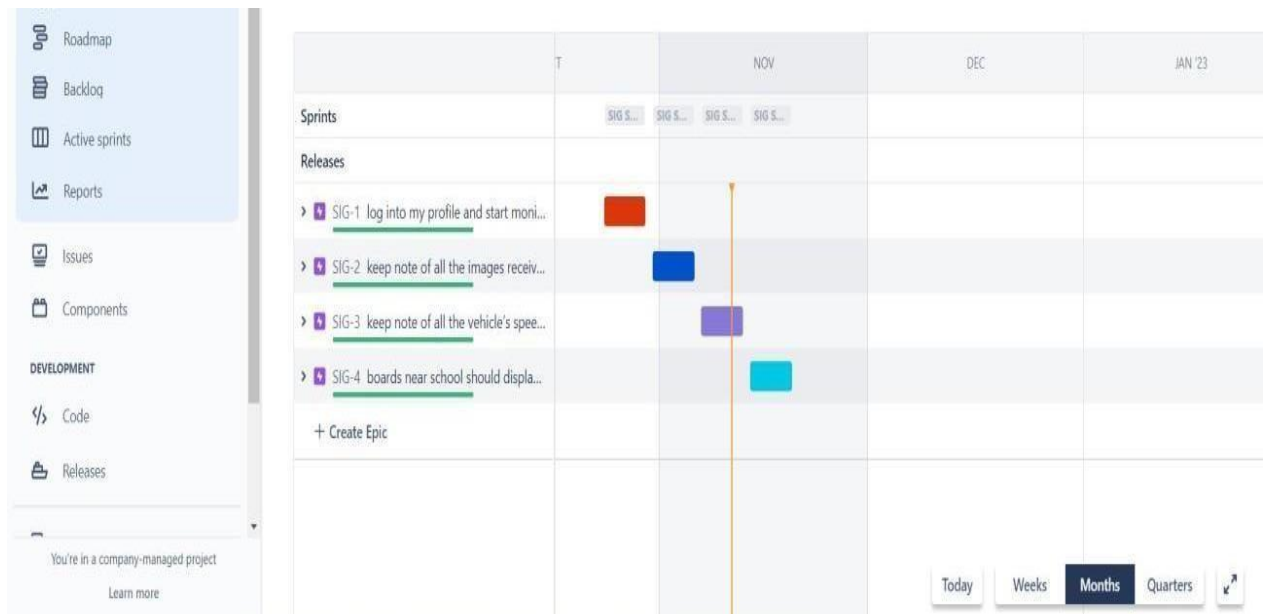 Roadmap
Backlog
Active sprints
Reports
Issues
Components
DEVELOPMENT
Code
Releases
You're in a company-managed project
Learn more
T NOV DEC JAN '23
Sprints SIG S... SIG S... SIG S... SIG S...
Releases
SIG-1 log into my profile and start moni...
SIG-2 keep note of all the images receiv...
SIG-3 keep note of all the vehicle's spee...
SIG-4 boards near school should displa...
+ Create Epic
Today Weeks Months Quarters